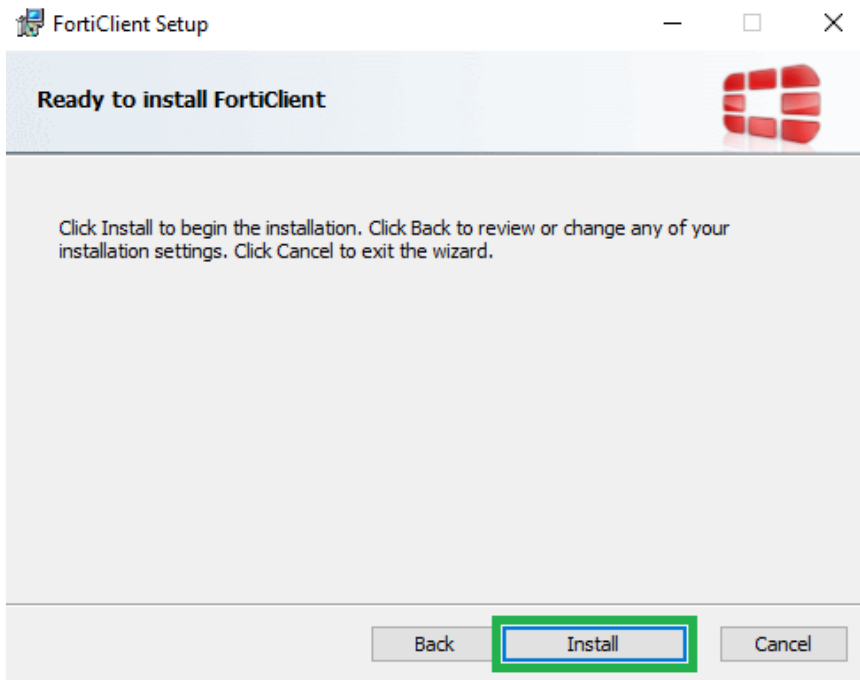 FortiClient Setup
Ready to install FortiClient
Click Install to begin the installation. Click Back to review or change any of your
installation settings. Click Cancel to exit the wizard.
Back Install Cancel